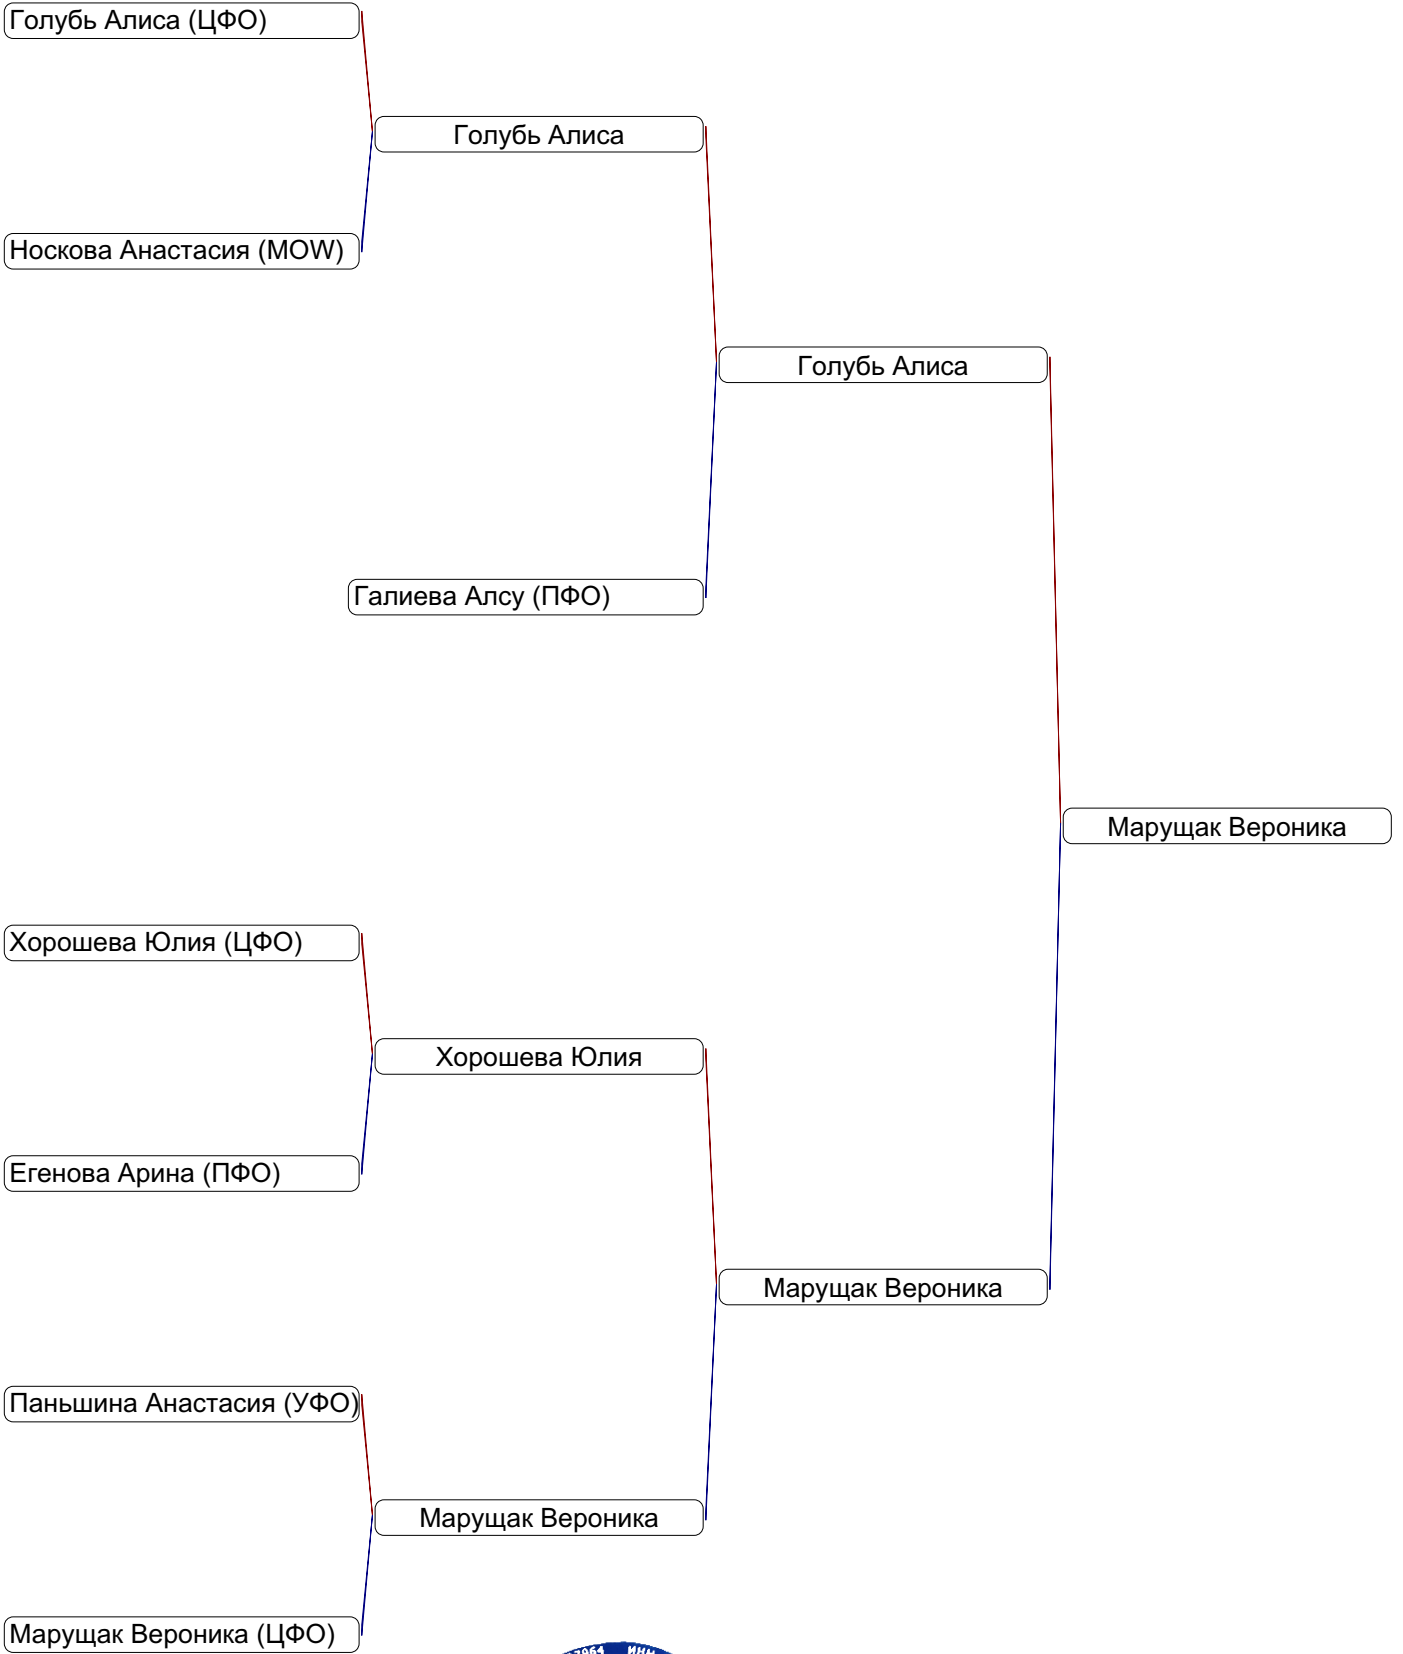 Голубь Алиса (ЦФО)
Голубь Алиса
Носкова Анастасия (MOW)
Голубь Алиса
Галиева Алсу (ПФО)
Марущак Вероника
Хорошева Юлия (ЦФО)
Хорошева Юлия
Егенова Арина (ПФО)
Марущак Вероника
Паньшина Анастасия (УФО)
Марущак Вероника
Марущак Вероника (ЦФО)